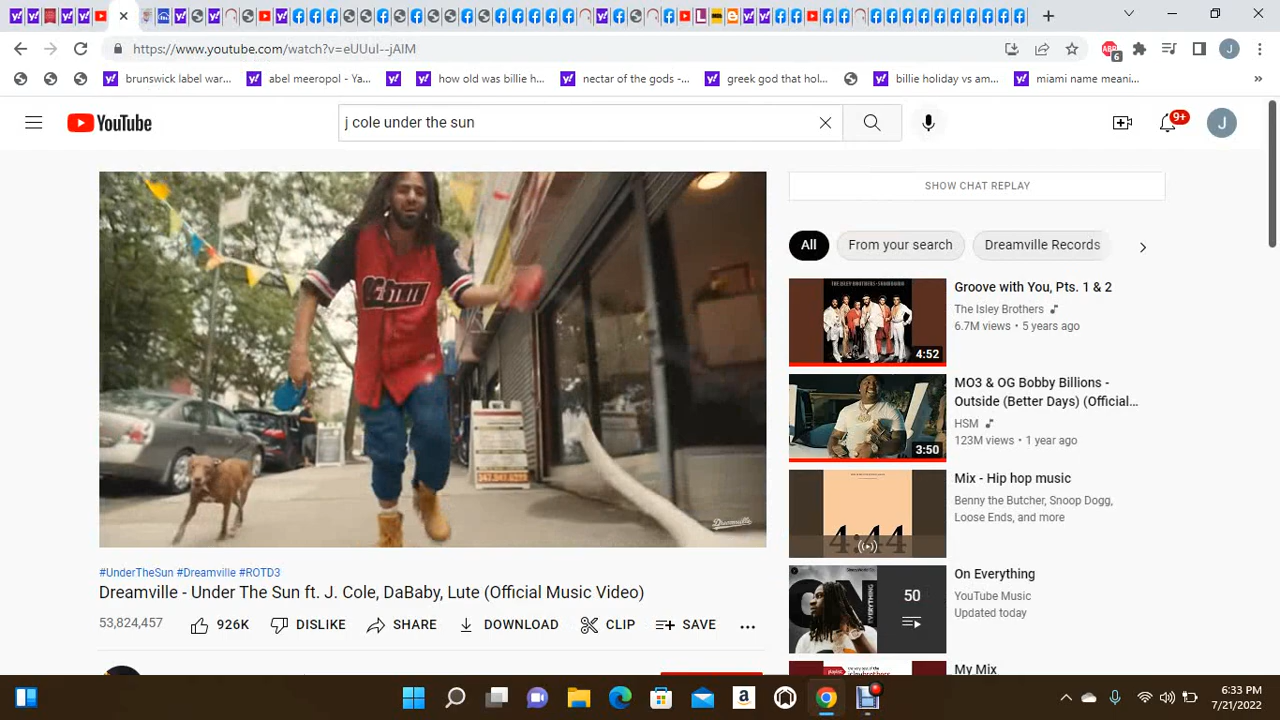 https://www.youtube.com/watch?v=eUUuI--jAIM
ABP
6
J
brunswick label war...
abel meeropol - Ya...
how old was billie h...
nectar of the gods -...
greek god that hol...
billie holiday vs am...
miami name meani...
»
YouTube
j cole under the sun
9+
J
Dreamville
SHOW CHAT REPLAY
All
From your search
Dreamville Records
4:52
Groove with You, Pts. 1 & 2
The Isley Brothers
6.7M views • 5 years ago
3:50
MO3 & OG Bobby Billions -
Outside (Better Days) (Official...
HSM
123M views • 1 year ago
4:44
Mix - Hip hop music
Benny the Butcher, Snoop Dogg,
Loose Ends, and more
50
On Everything
YouTube Music
Updated today
My Mix
#UnderTheSun #Dreamville #ROTD3
Dreamville - Under The Sun ft. J. Cole, DaBaby, Lute (Official Music Video)
53,824,457
926K
DISLIKE
SHARE
DOWNLOAD
CLIP
SAVE
6:33 PM
7/21/2022